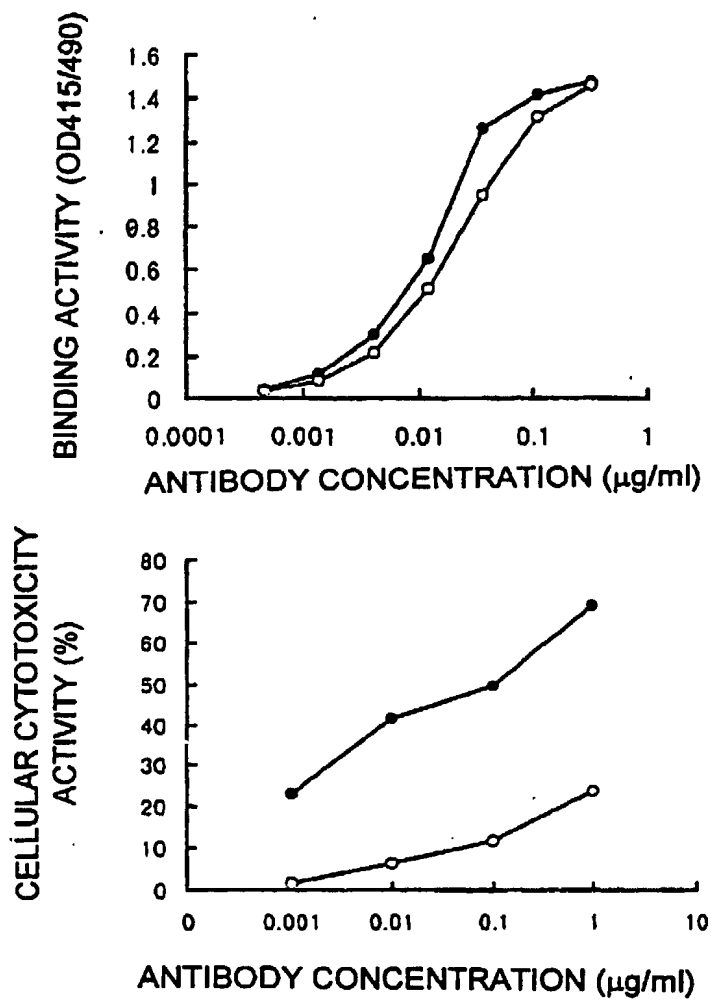 BINDING ACTIVITY (OD415/490)
1.6
1.4
1.2
1
0.8
0.6
0.4
0.2
0
0.0001 0.001 0.01 0.1 1
ANTIBODY CONCENTRATION (µg/ml)
CELLULAR CYTOTOXICITY
ACTIVITY (%)
80
70
60
50
40
30
20
10
0
0 0.001 0.01 0.1 1 10
ANTIBODY CONCENTRATION (µg/ml)